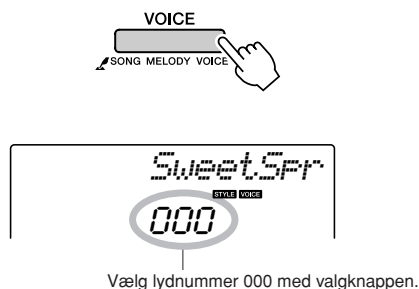 VOICE
SONG MELODY VOICE
SweetSpr
STYLE VOICE
000
Vælg lydnummer 000 med valgknappen.